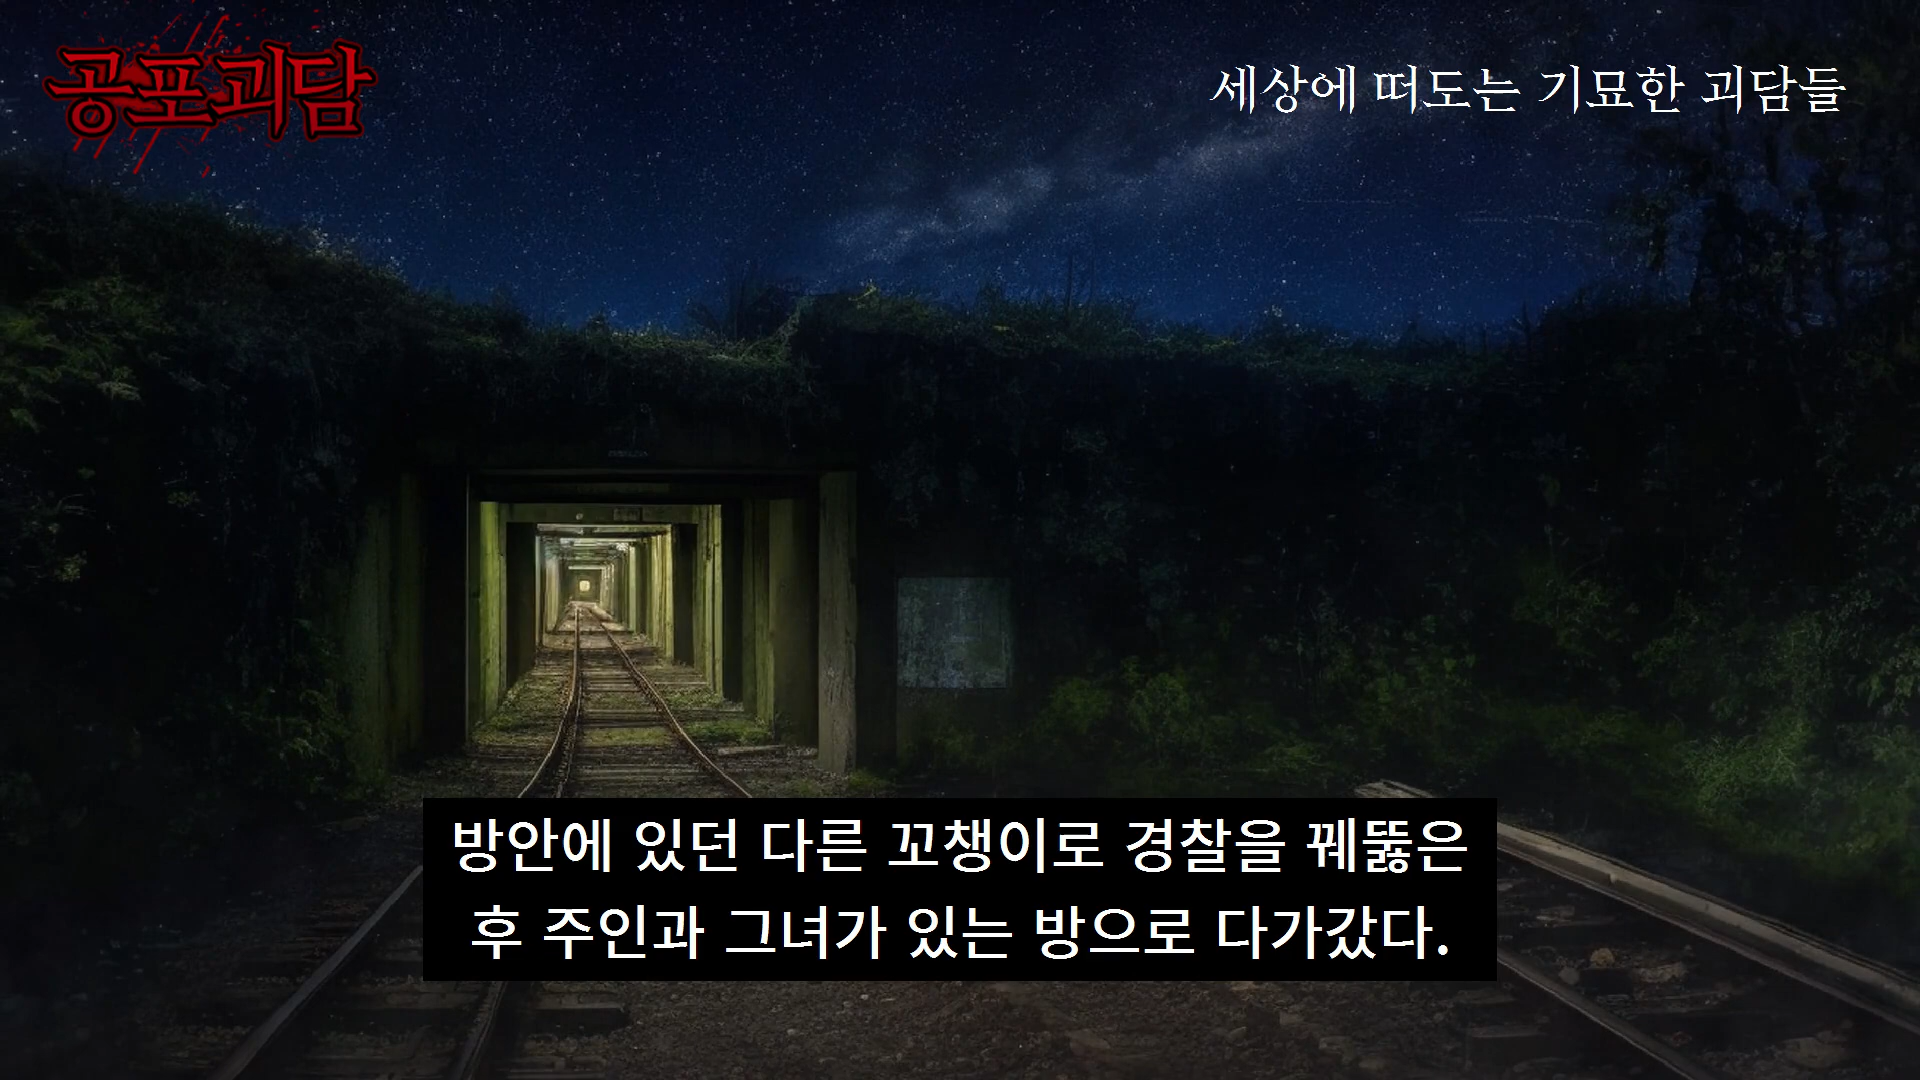 공포괴담
세상에 떠도는 기묘한 괴담들
방안에 있던 다른 꼬챙이로 경찰을 꿰뚫은
후 주인과 그녀가 있는 방으로 다가갔다.